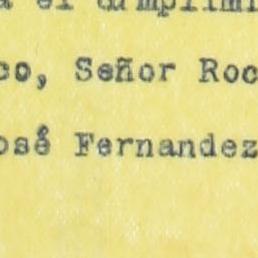 a el cumplimi
co, Señor Roc
osé Fernandez